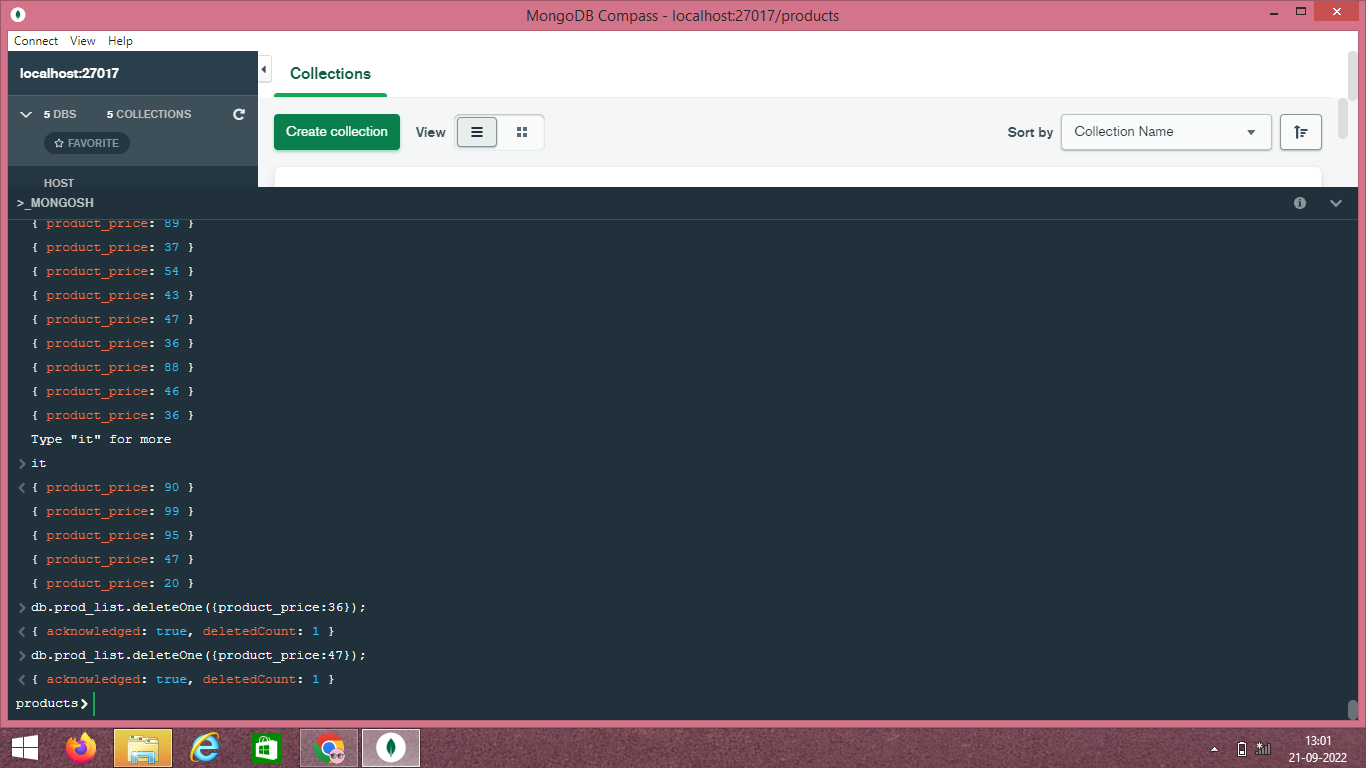 MongoDB Compass - localhost:27017/products
Connect View Help
localhost:27017
Collections
5 DBS 5 COLLECTIONS
FAVORITE
Create collection View Sort by Collection Name
HOST
>_MONGOSH
{ product_price: 89 }
{ product_price: 37 }
{ product_price: 54 }
{ product_price: 43 }
{ product_price: 47 }
{ product_price: 36 }
{ product_price: 88 }
{ product_price: 46 }
{ product_price: 36 }
Type "it" for more
> it
< { product_price: 90 }
{ product_price: 99 }
{ product_price: 95 }
{ product_price: 47 }
{ product_price: 20 }
> db.prod_list.deleteOne({product_price:36});
< { acknowledged: true, deletedCount: 1 }
> db.prod_list.deleteOne({product_price:47});
< { acknowledged: true, deletedCount: 1 }
products>
13:01
21-09-2022